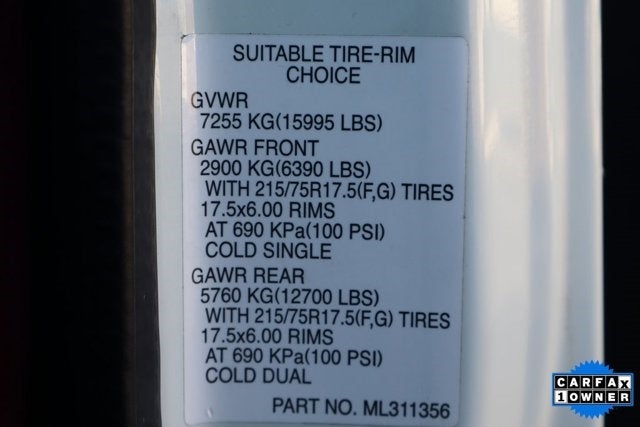 SUITABLE TIRE-RIM
CHOICE
GVWR
7255 KG(15995 LBS)
GAWR FRONT
2900 KG(6390 LBS)
WITH 215/75R17.5(F,G) TIRES
17.5x6.00 RIMS
AT 690 KPa(100 PSI)
COLD SINGLE
GAWR REAR
5760 KG(12700 LBS)
WITH 215/75R17.5(F,G) TIRES
17.5x6.00 RIMS
AT 690 KPa(100 PSI)
COLD DUAL
PART NO. ML311356
CARFAX
1 OWNER